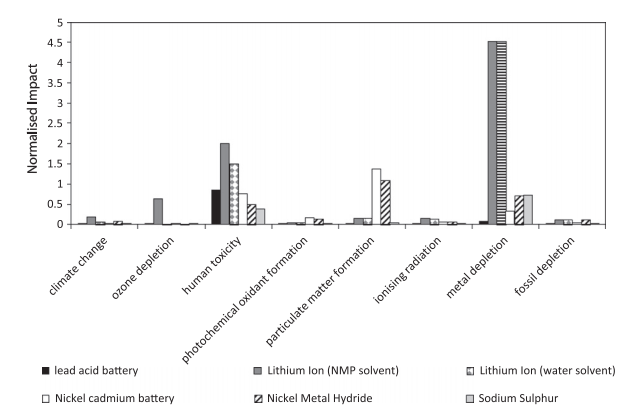 5
4.5
4
3.5
3
2.5
2
1.5
1
0.5
0
Normalised Impact
climate change
ozone depletion
human toxicity
photochemical oxidant formation
particulate matter formation
ionising radiation
metal depletion
fossil depletion
lead acid battery
Lithium Ion (NMP solvent)
Lithium Ion (water solvent)
Nickel cadmium battery
Nickel Metal Hydride
Sodium Sulphur